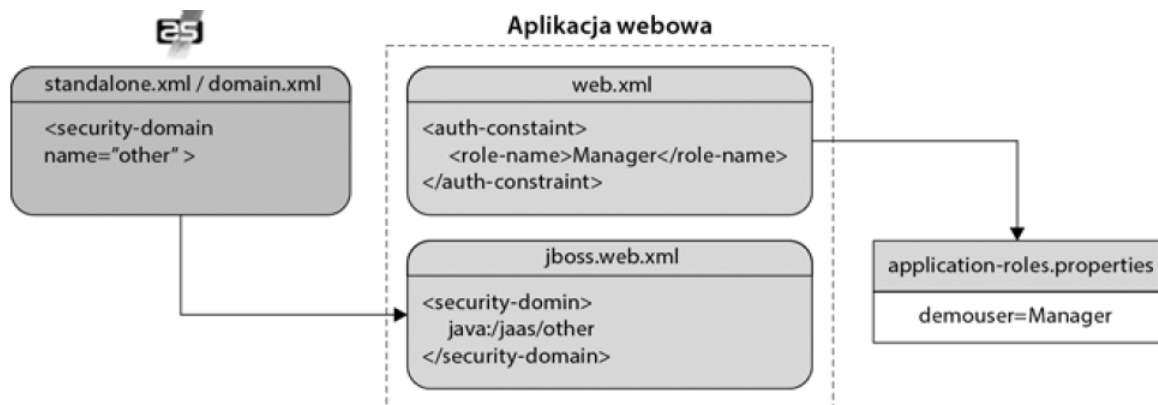 Aplikacja webowa
standalone.xml / domain.xml
<security-domain
name="other" >
web.xml
<auth-constaint>
<role-name>Manager</role-name>
</auth-constraint>
jboss.web.xml
<security-domin>
java:/jaas/other
</security-domain>
application-roles.properties
demouser=Manager